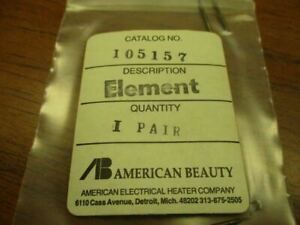 CATALOG NO.
105157
DESCRIPTION
Element
QUANTITY
1 PAIR
AB AMERICAN BEAUTY
AMERICAN ELECTRICAL HEATER COMPANY
6110 Cass Avenue, Detroit, Mich. 48202 313-675-2505